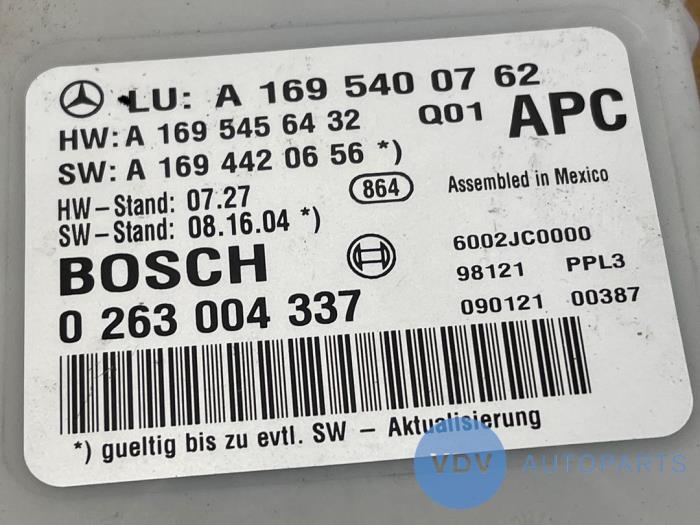 LU: A 169 540 07 62
HW: A 169 545 64 32 Q01 APC
SW: A 169 442 06 56 *)
HW-Stand: 07.27 864 Assembled in Mexico
SW-Stand: 08.16.04 *)
BOSCH 6002JC0000
98121 PPL3
0 263 004 337 090121 00387
*) gueltig bis zu evtl. SW - Aktualisierung
VDV AUTOPARTS